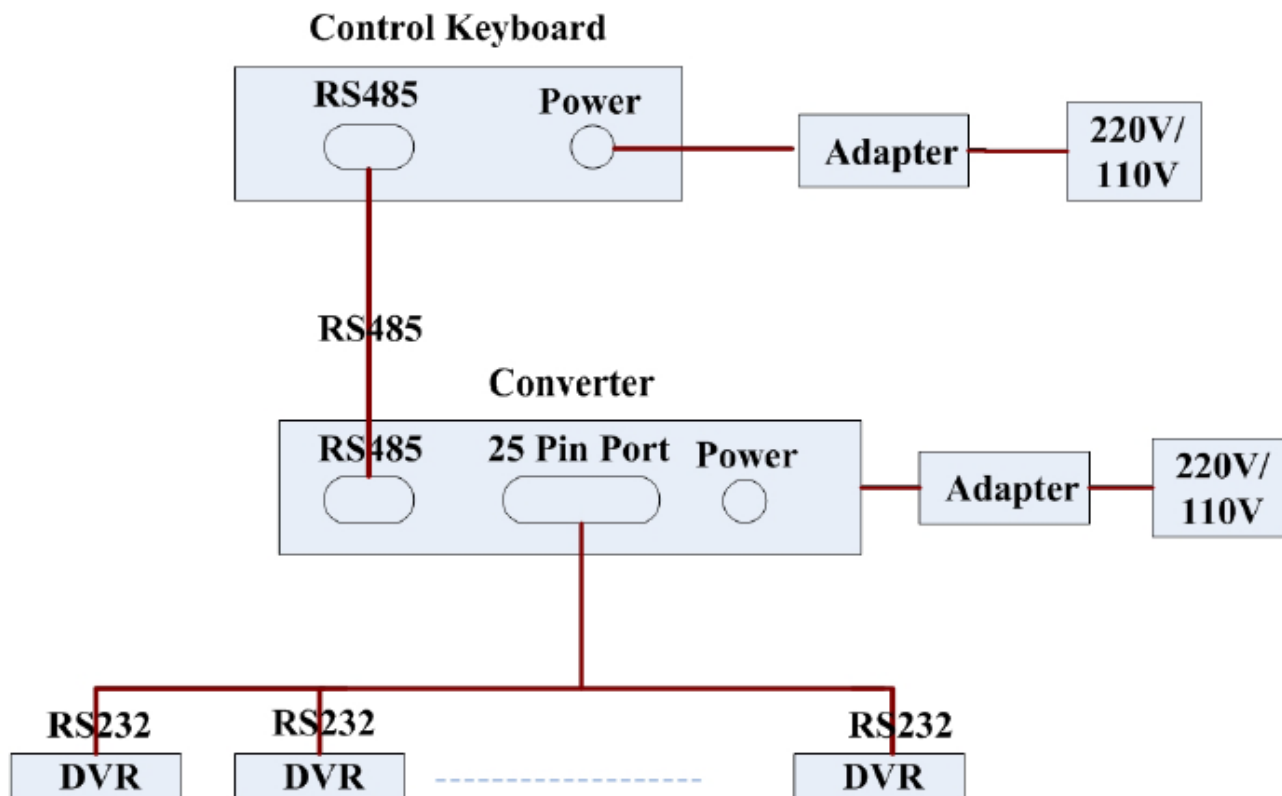 Control Keyboard
RS485
Power
Adapter
220V/
110V
RS485
Converter
RS485
25 Pin Port
Power
Adapter
220V/
110V
RS232
RS232
RS232
DVR
DVR
DVR